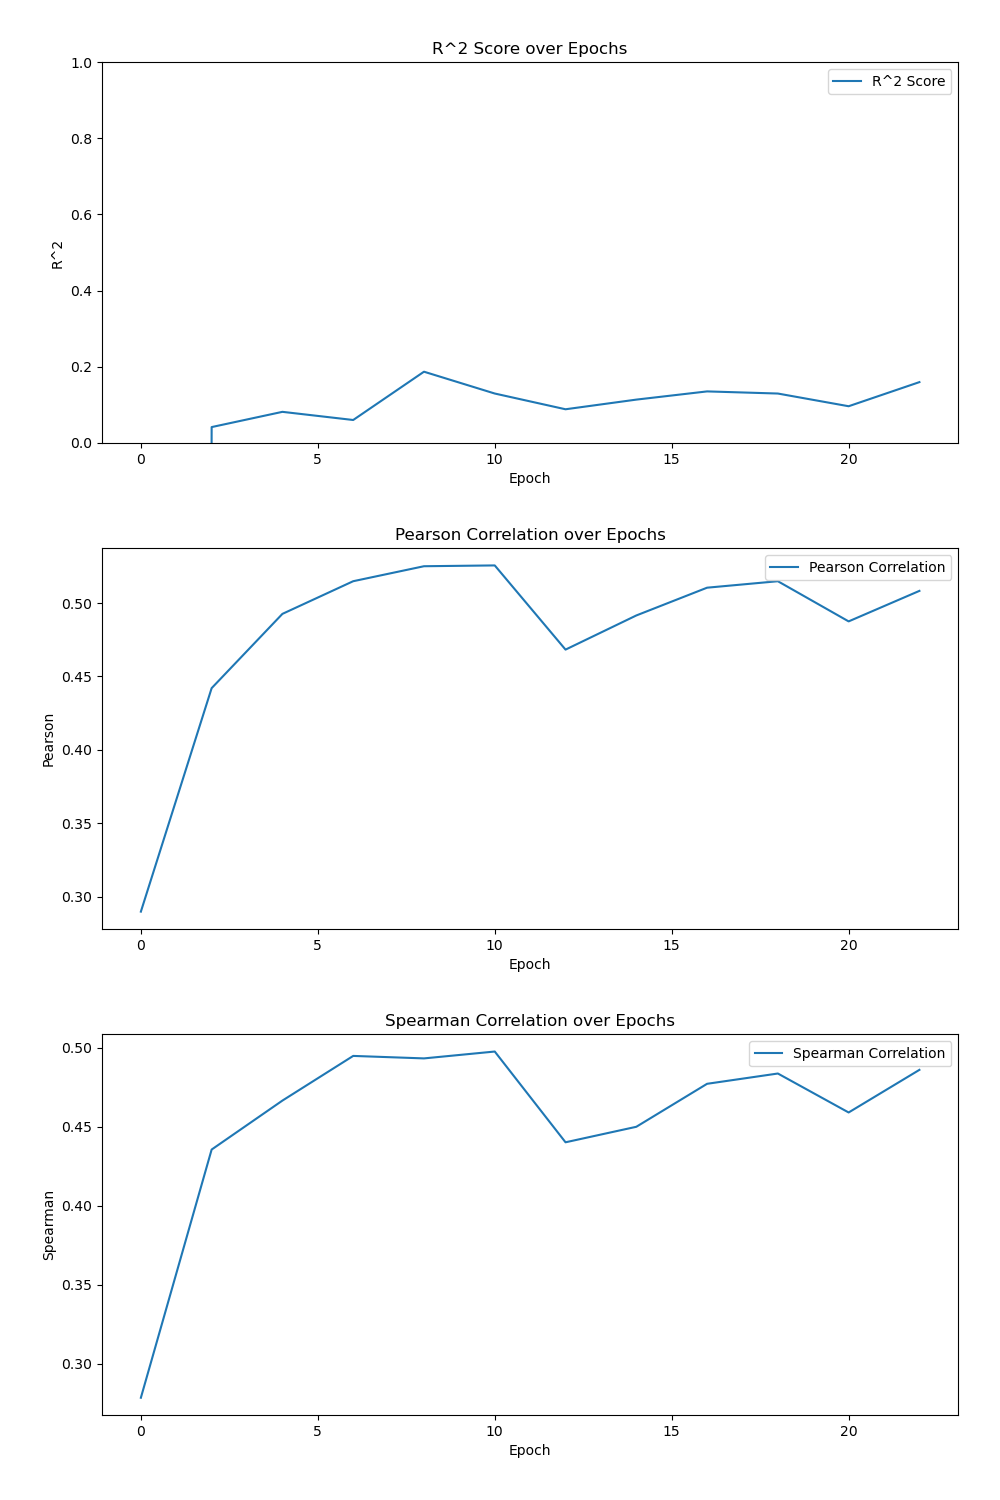 R^2 Score over Epochs
1.0
0.8
0.6
0.4
0.2
0.0
R^2
R^2 Score
0 5 10 15 20
Epoch
Pearson Correlation over Epochs
0.50
0.45
0.40
0.35
0.30
Pearson
Pearson Correlation
0 5 10 15 20
Epoch
Spearman Correlation over Epochs
0.50
0.45
0.40
0.35
0.30
Spearman
Spearman Correlation
0 5 10 15 20
Epoch